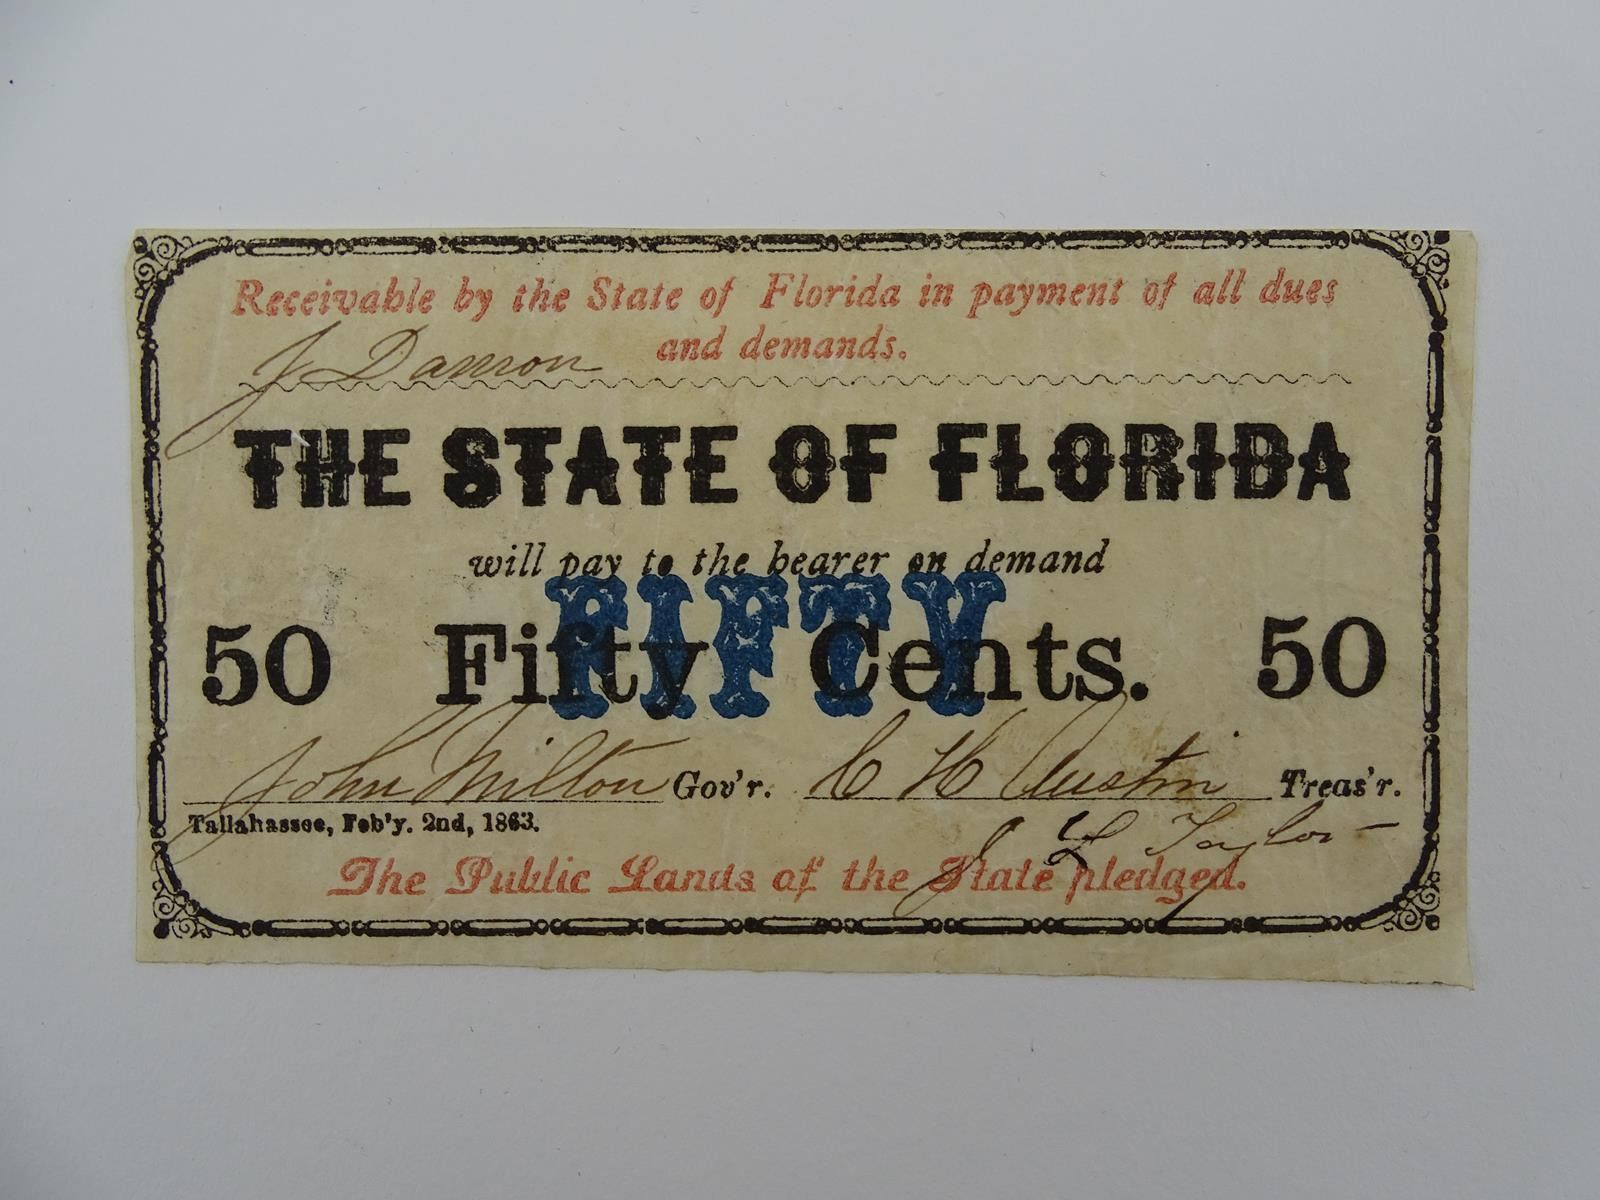 Receivable by the State of Florida in payment of all dues
and demands.
J Damon
THE STATE OF FLORIDA
will pay to the bearer on demand
FIFTY
50 Fifty Cents. 50
John Milton Gov'r. C H Austin Treas'r.
Tallahassee, Feb'y. 2nd, 1863.
J L Taylor
The Public Lands of the State pledged.